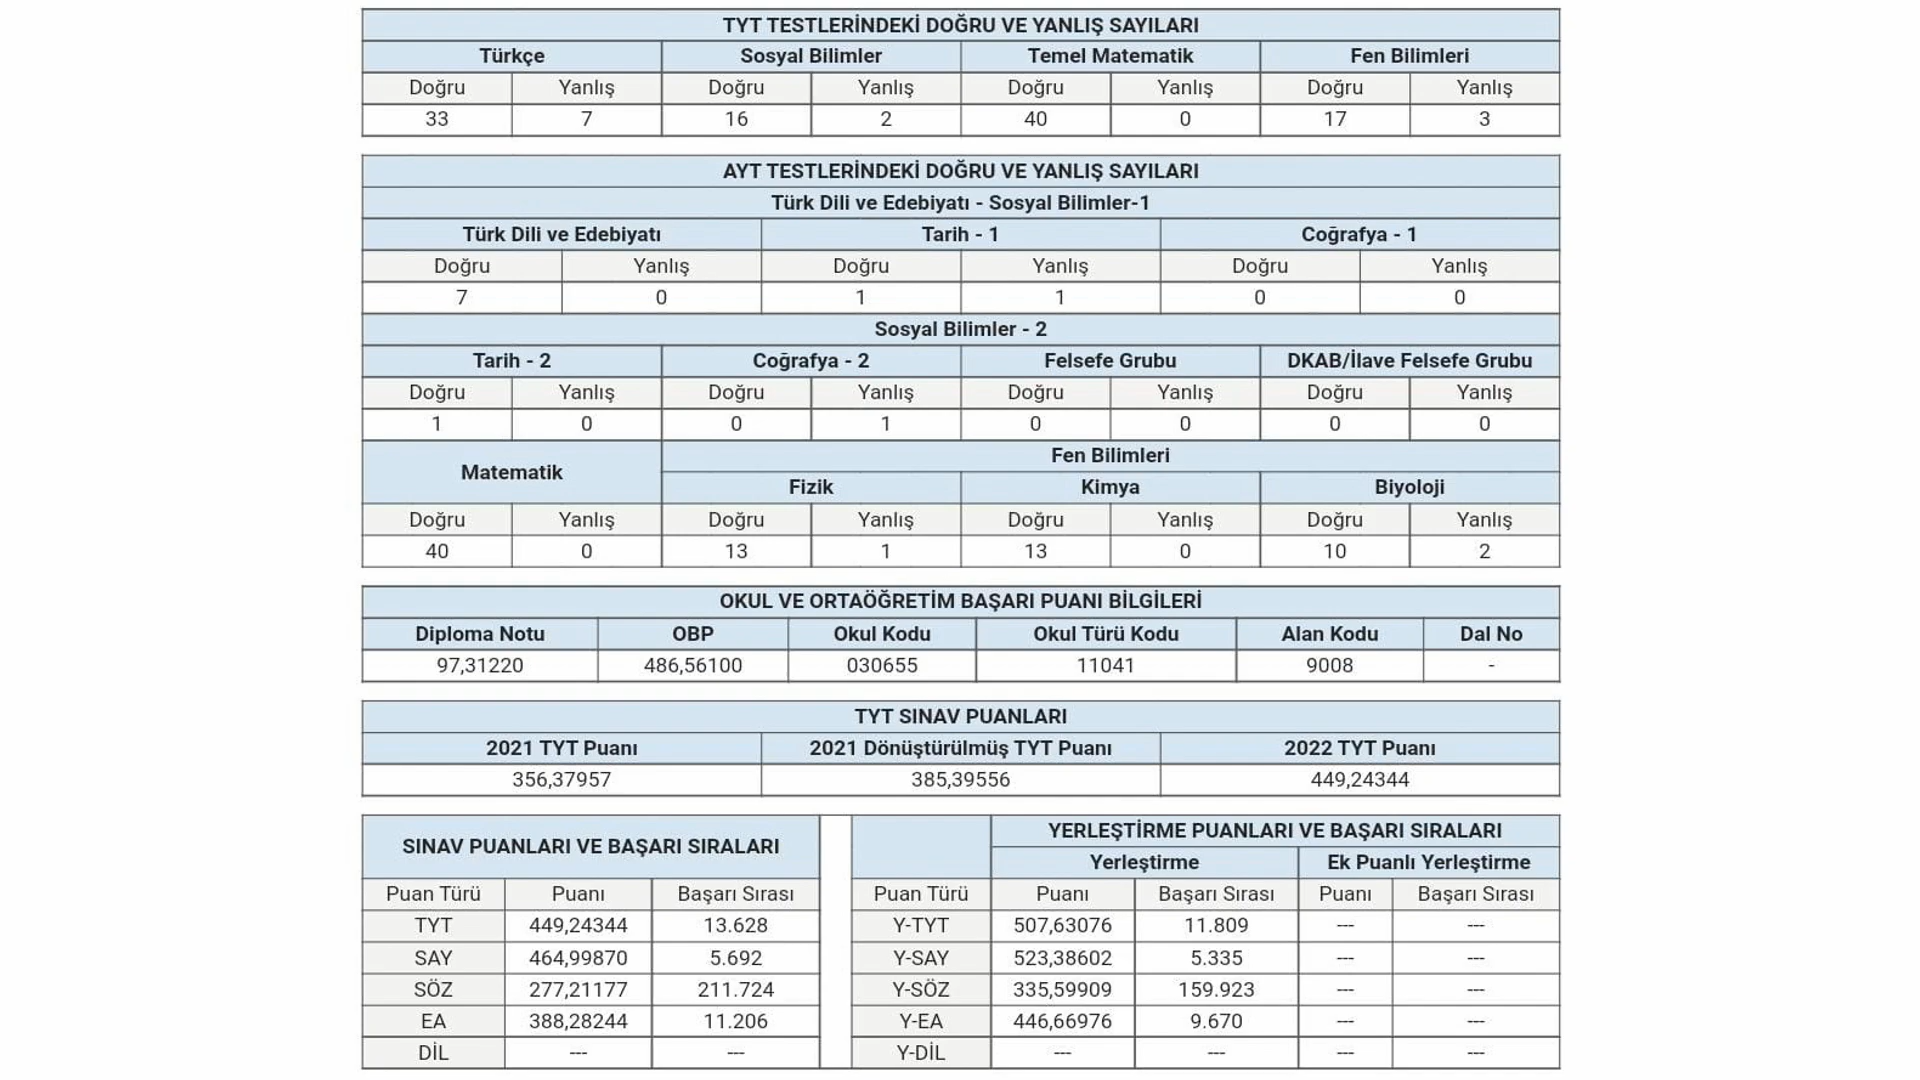 TYT TESTLERİNDEKİ DOĞRU VE YANLIŞ SAYILARI
Türkçe Sosyal Bilimler Temel Matematik Fen Bilimleri
Doğru Yanlış Doğru Yanlış Doğru Yanlış Doğru Yanlış
33 7 16 2 40 0 17 3
AYT TESTLERİNDEKİ DOĞRU VE YANLIŞ SAYILARI
Türk Dili ve Edebiyatı - Sosyal Bilimler-1
Türk Dili ve Edebiyatı Tarih - 1 Coğrafya - 1
Doğru Yanlış Doğru Yanlış Doğru Yanlış
7 0 1 1 0 0
Sosyal Bilimler - 2
Tarih - 2 Coğrafya - 2 Felsefe Grubu DKAB/İlave Felsefe Grubu
Doğru Yanlış Doğru Yanlış Doğru Yanlış Doğru Yanlış
1 0 0 1 0 0 0 0
Matematik Fen Bilimleri
Fizik Kimya Biyoloji
Doğru Yanlış Doğru Yanlış Doğru Yanlış Doğru Yanlış
40 0 13 1 13 0 10 2
OKUL VE ORTAÖĞRETİM BAŞARI PUANI BİLGİLERİ
Diploma Notu OBP Okul Kodu Okul Türü Kodu Alan Kodu Dal No
97,31220 486,56100 030655 11041 9008 -
TYT SINAV PUANLARI
2021 TYT Puanı 2021 Dönüştürülmüş TYT Puanı 2022 TYT Puanı
356,37957 385,39556 449,24344
SINAV PUANLARI VE BAŞARI SIRALARI
Puan Türü Puanı Başarı Sırası
TYT 449,24344 13.628
SAY 464,99870 5.692
SÖZ 277,21177 211.724
EA 388,28244 11.206
DİL --- ---
YERLEŞTİRME PUANLARI VE BAŞARI SIRALARI
Yerleştirme Ek Puanlı Yerleştirme
Puan Türü Puanı Başarı Sırası Puanı Başarı Sırası
Y-TYT 507,63076 11.809 --- ---
Y-SAY 523,38602 5.335 --- ---
Y-SÖZ 335,59909 159.923 --- ---
Y-EA 446,66976 9.670 --- ---
Y-DİL --- --- --- ---